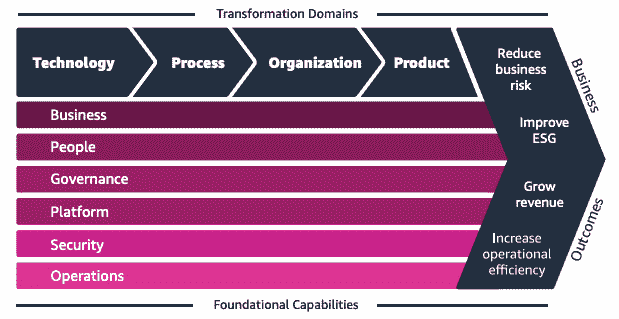 Transformation Domains
Technology
Process
Organization
Product
Reduce
business
risk
Improve
ESG
Grow
revenue
Increase
operational
efficiency
Business
Outcomes
Business
People
Governance
Platform
Security
Operations
Foundational Capabilities